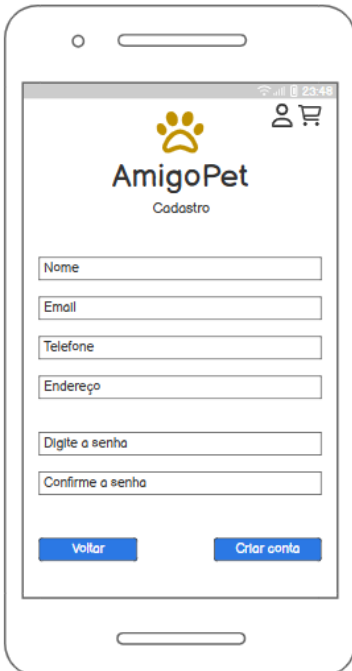 23:48
AmigoPet
Cadastro
Nome
Email
Telefone
Endereço
Digite a senha
Confirme a senha
Voltar
Criar conta